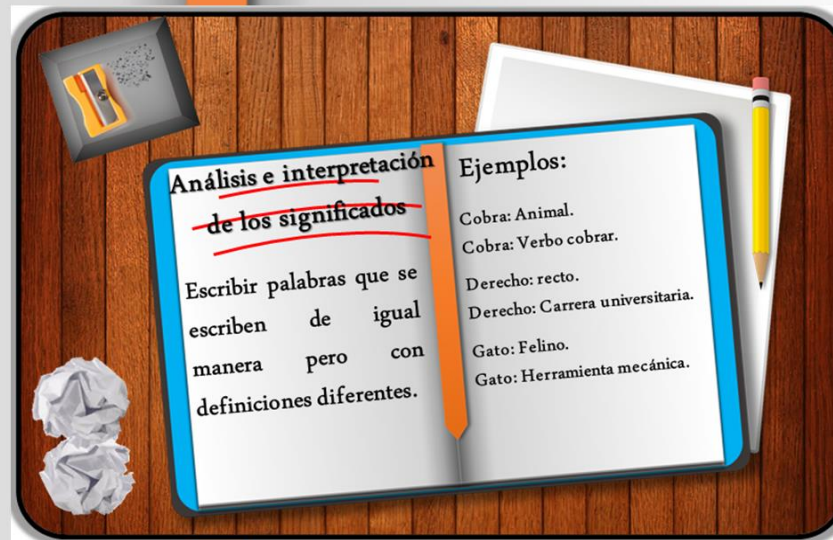 Análisis e interpretación
de los significados
Escribir palabras que se
escriben de igual
manera pero con
definiciones diferentes.
Ejemplos:
Cobra: Animal.
Cobra: Verbo cobrar.
Derecho: recto.
Derecho: Carrera universitaria.
Gato: Felino.
Gato: Herramienta mecánica.